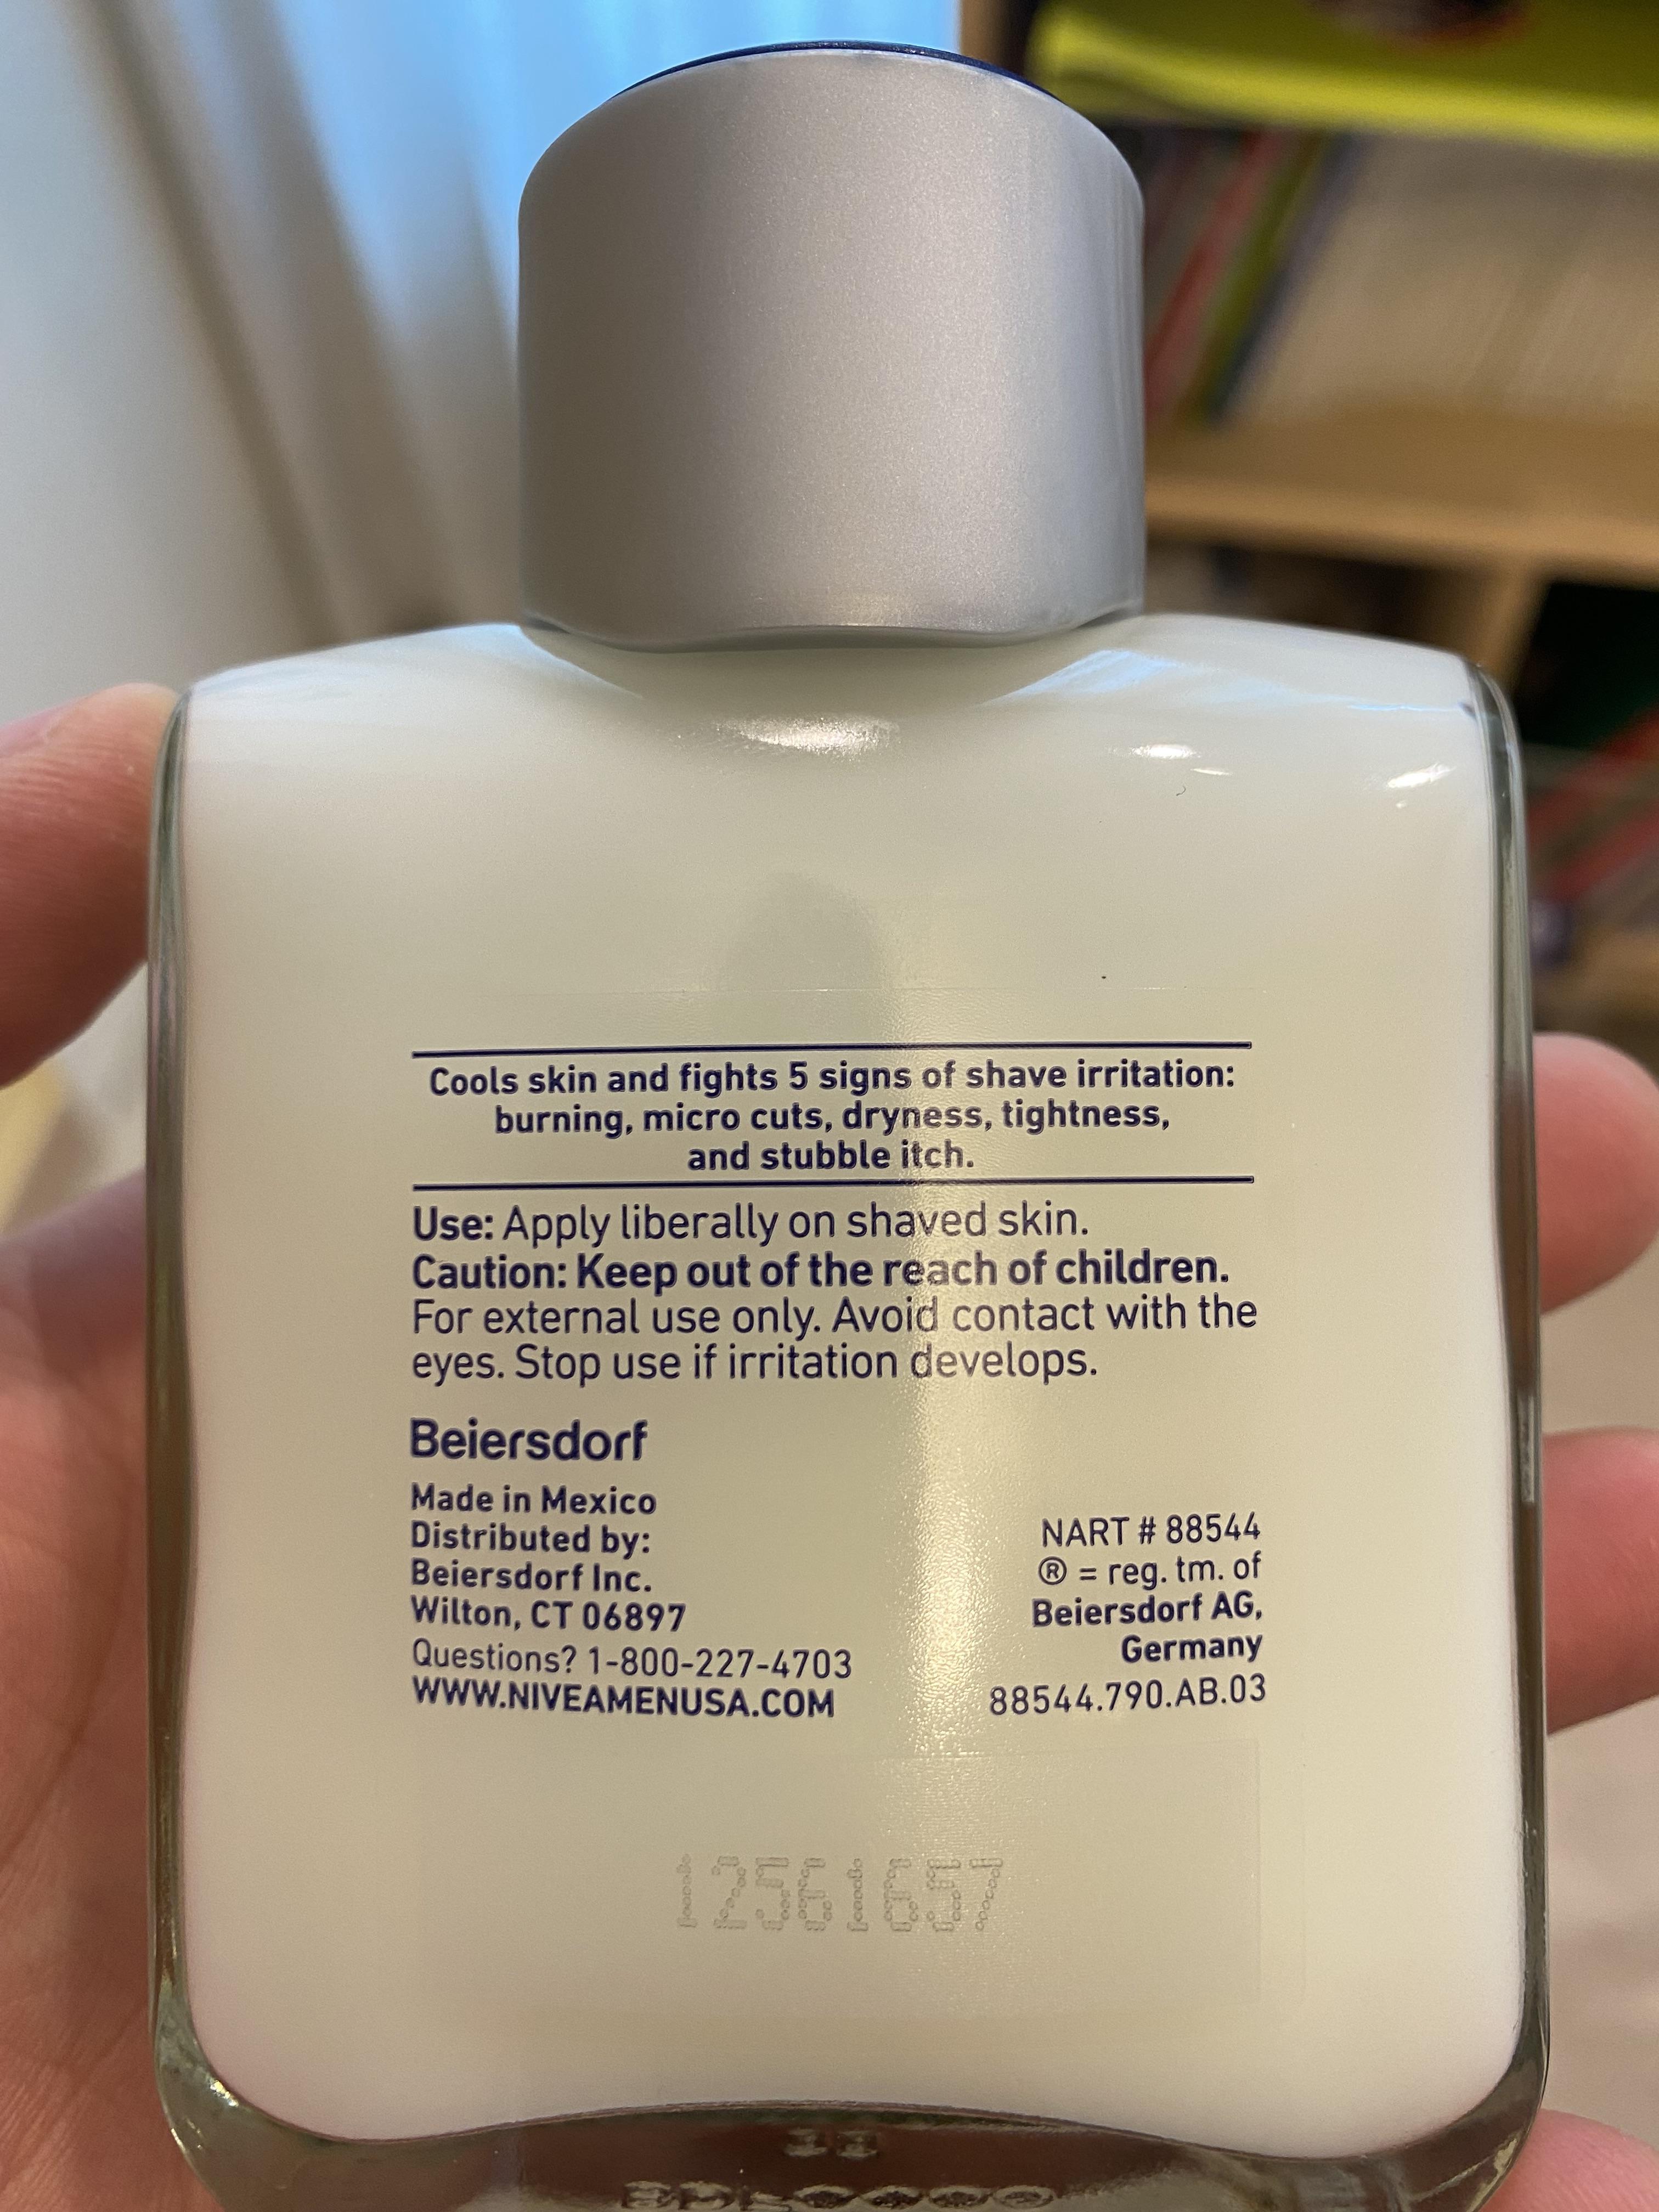 Cools skin and fights 5 signs of shave irritation:
burning, micro cuts, dryness, tightness,
and stubble itch.
Use: Apply liberally on shaved skin.
Caution: Keep out of the reach of children.
For external use only. Avoid contact with the
eyes. Stop use if irritation develops.
Beiersdorf
Made in Mexico
Distributed by:
Beiersdorf Inc.
Wilton, CT 06897
Questions? 1-800-227-4703
WWW.NIVEAMENUSA.COM
NART # 88544
® = reg. tm. of
Beiersdorf AG,
Germany
88544.790.AB.03